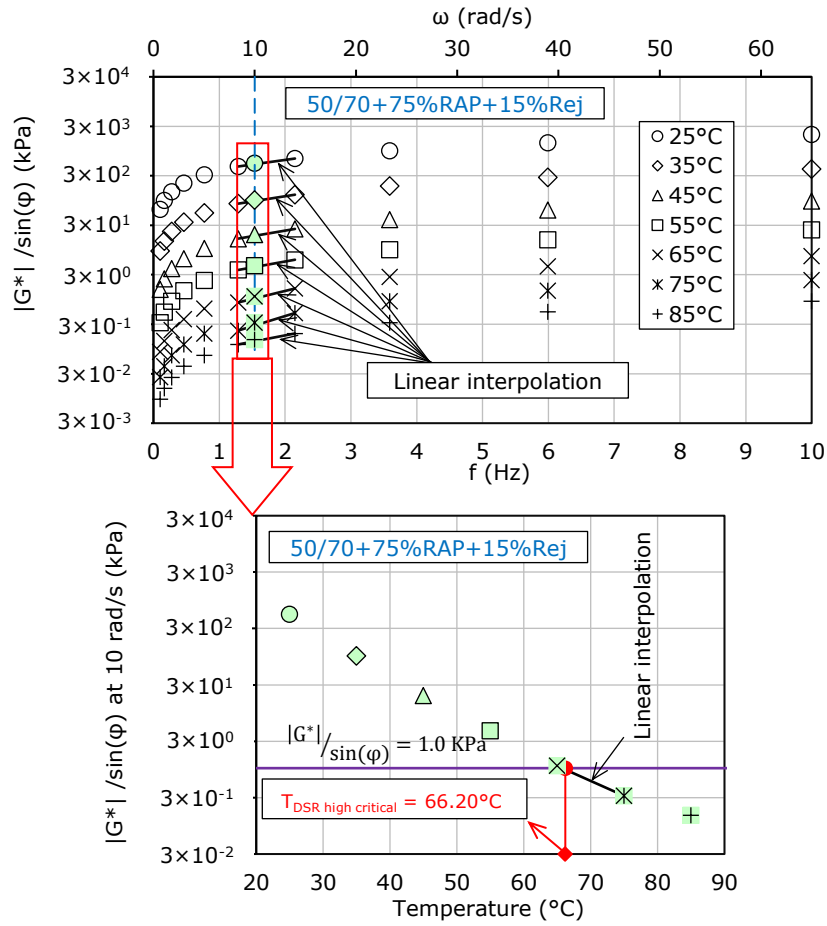 ω (rad/s)
0 10 20 30 40 50 60
3×10⁴
3×10³
3×10²
3×10¹
3×10⁰
3×10⁻¹
3×10⁻²
3×10⁻³
|G*| /sin(φ) (kPa)
50/70+75%RAP+15%Rej
25°C
35°C
45°C
55°C
65°C
75°C
85°C
Linear interpolation
0 1 2 3 4 5 6 7 8 9 10
f (Hz)
3×10⁴
3×10³
3×10²
3×10¹
3×10⁰
3×10⁻¹
3×10⁻²
|G*| /sin(φ) at 10 rad/s (kPa)
50/70+75%RAP+15%Rej
Linear interpolation
|G*|/sin(φ) = 1.0 KPa
T_DSR high critical = 66.20°C
20 30 40 50 60 70 80 90
Temperature (°C)